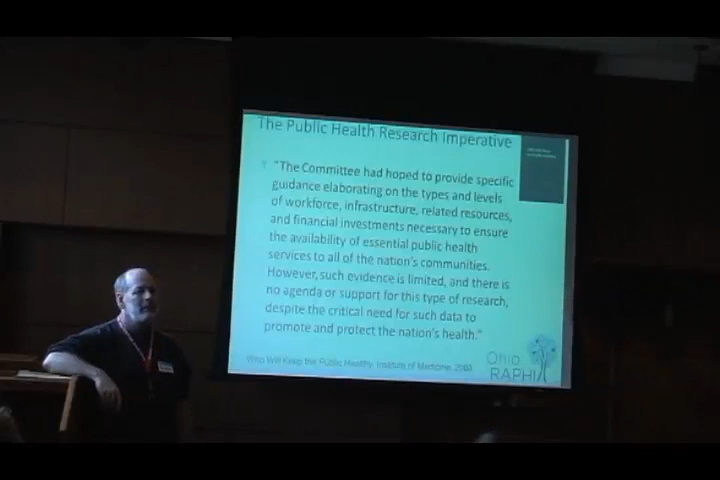 The Public Health Research Imperative
"The Committee had hoped to provide specific
guidance elaborating on the types and levels
of workforce, infrastructure, related resources,
and financial investments necessary to ensure
the availability of essential public health
services to all of the nation's communities.
However, such evidence is limited, and there is
no agenda or support for this type of research,
despite the critical need for such data to
promote and protect the nation's health."
Who Will Keep the Public Healthy, Institute of Medicine,
Ohio
RAPHI